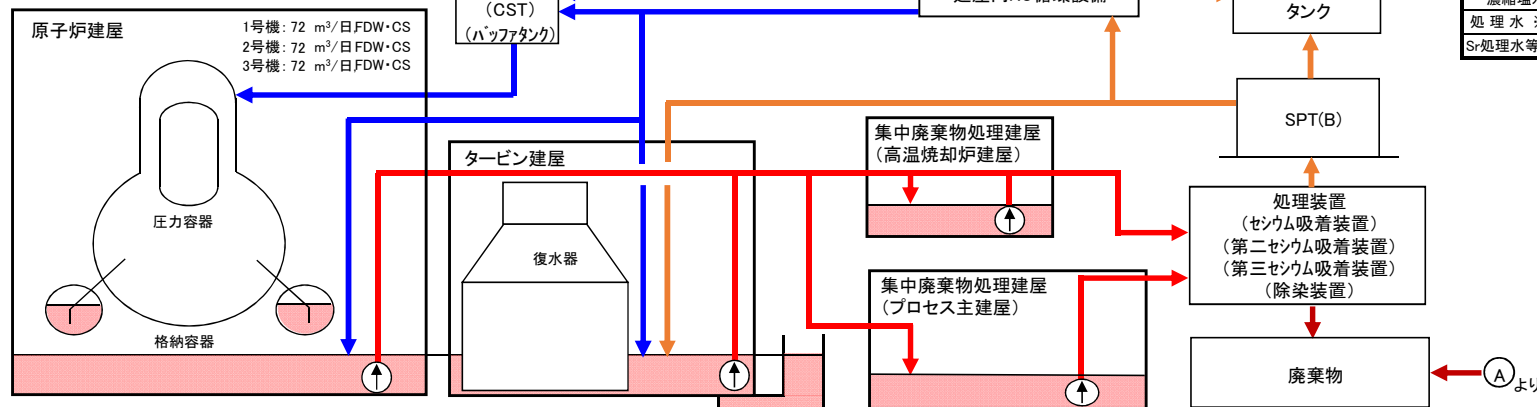 原子炉建屋
1号機: 72 m³/日,FDW・CS
2号機: 72 m³/日,FDW・CS
3号機: 72 m³/日,FDW・CS
(CST)
(バッファタンク)
タンク
処 理 水
Sr処理水等
SPT(B)
集中廃棄物処理建屋
(高温焼却炉建屋)
タービン建屋
圧力容器
復水器
格納容器
処理装置
(セシウム吸着装置)
(第二セシウム吸着装置)
(第三セシウム吸着装置)
(除染装置)
集中廃棄物処理建屋
(プロセス主建屋)
廃棄物
A より